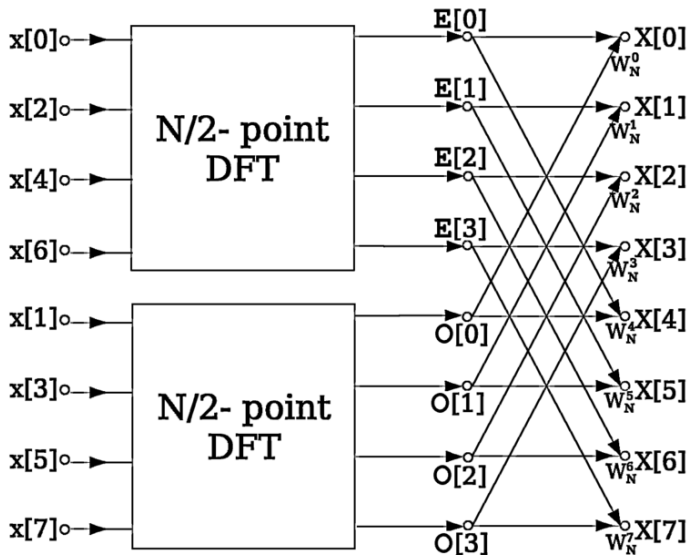 x[0]
x[2]
x[4]
x[6]
N/2- point
DFT
x[1]
x[3]
x[5]
x[7]
N/2- point
DFT
E[0]
E[1]
E[2]
E[3]
O[0]
O[1]
O[2]
O[3]
X[0]
W_N^0
X[1]
W_N^1
X[2]
W_N^2
X[3]
W_N^3
X[4]
W_N^4
X[5]
W_N^5
X[6]
W_N^6
X[7]
W_N^7